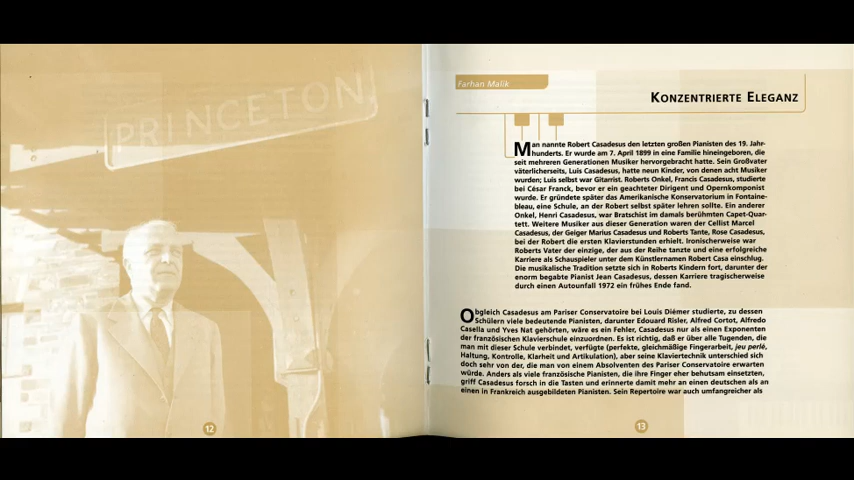 PRINCETON
12
Farhan Malik
KONZENTRIERTE ELEGANZ
Man nannte Robert Casadesus den letzten großen Pianisten des 19. Jahr-
hunderts. Er wurde am 7. April 1899 in eine Familie hineingeboren, die
seit mehreren Generationen Musiker hervorgebracht hatte. Sein Großvater
väterlicherseits, Luis Casadesus, hatte neun Kinder, von denen acht Musiker
wurden; Luis selbst war Gitarrist. Roberts Onkel, Francis Casadesus, studierte
bei César Franck, bevor er ein geachteter Dirigent und Opernkomponist
wurde. Er gründete später das Amerikanische Konservatorium in Fontaine-
bleau, eine Schule, an der Robert selbst später lehren sollte. Ein anderer
Onkel, Henri Casadesus, war Bratschist im damals berühmten Capet-Quar-
tett. Weitere Musiker aus dieser Generation waren der Cellist Marcel
Casadesus, der Geiger Marius Casadesus und Roberts Tante, Rose Casadesus,
bei der Robert die ersten Klavierstunden erhielt. Ironischerweise war
Roberts Vater der einzige, der aus der Reihe tanzte und eine erfolgreiche
Karriere als Schauspieler unter dem Künstlernamen Robert Casa einschlug.
Die musikalische Tradition setzte sich in Roberts Kindern fort, darunter der
enorm begabte Pianist Jean Casadesus, dessen Karriere tragischerweise
durch einen Autounfall 1972 ein frühes Ende fand.
Obgleich Casadesus am Pariser Conservatoire bei Louis Diémer studierte, zu dessen
Schülern viele bedeutende Pianisten, darunter Edouard Risler, Alfred Cortot, Alfredo
Casella und Yves Nat gehörten, wäre es ein Fehler, Casadesus nur als einen Exponenten
der französischen Klavierschule einzuordnen. Es ist richtig, daß er über alle Tugenden, die
man mit dieser Schule verbindet, verfügte (perfekte, gleichmäßige Fingerarbeit, jeu perlé,
Haltung, Kontrolle, Klarheit und Artikulation), aber seine Klaviertechnik unterschied sich
doch sehr von der, die man von einem Absolventen des Pariser Conservatoire erwarten
würde. Anders als viele französische Pianisten, die ihre Finger eher behutsam einsetzten,
griff Casadesus forsch in die Tasten und erinnerte damit mehr an einen deutschen als an
einen in Frankreich ausgebildeten Pianisten. Sein Repertoire war auch umfangreicher als
13